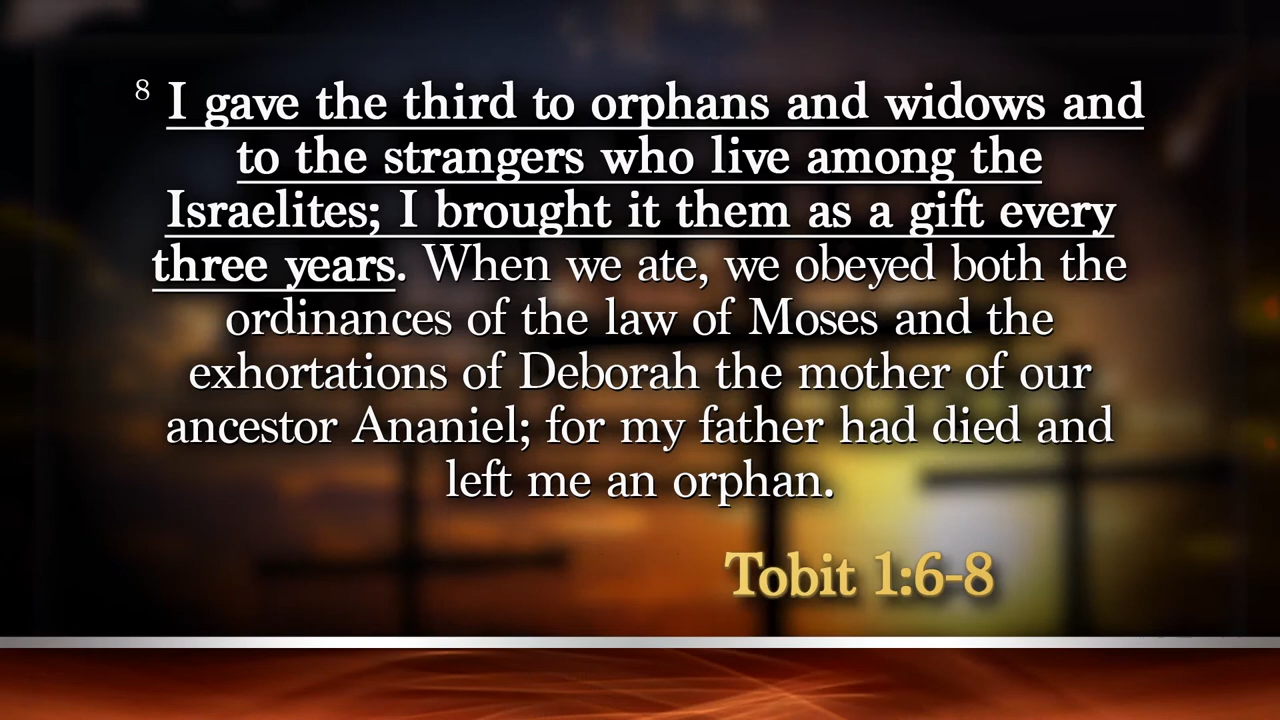 8 I gave the third to orphans and widows and
to the strangers who live among the
Israelites; I brought it them as a gift every
three years. When we ate, we obeyed both the
ordinances of the law of Moses and the
exhortations of Deborah the mother of our
ancestor Ananiel; for my father had died and
left me an orphan.
Tobit 1:6-8